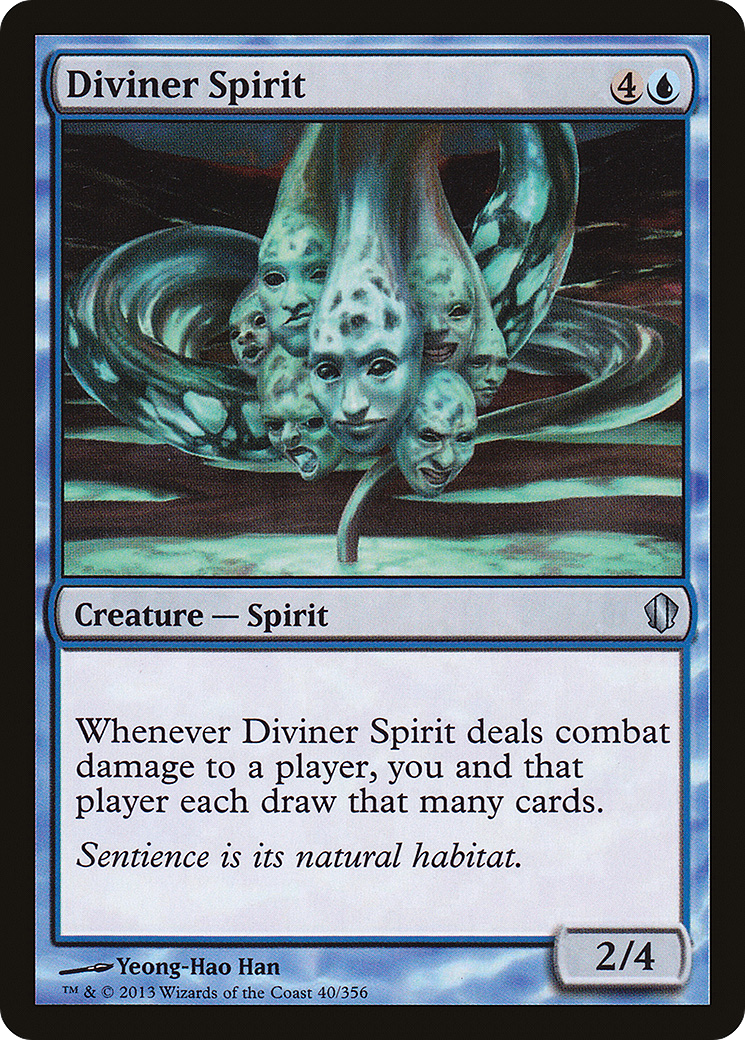 Diviner Spirit
4
Creature — Spirit
Whenever Diviner Spirit deals combat
damage to a player, you and that
player each draw that many cards.
Sentience is its natural habitat.
2/4
Yeong-Hao Han
™ & © 2013 Wizards of the Coast 40/356